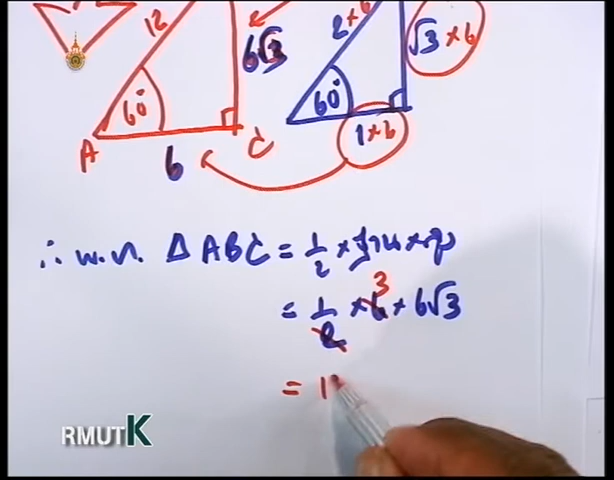 12
6√3
60°
A
C
6
2×6
√3 × 6
60°
1×6
∴ พ.ท. Δ ABC = 1/2 × ฐาน × สูง
= 1/2 × 6 3 × 6√3
= 1
RMUTK